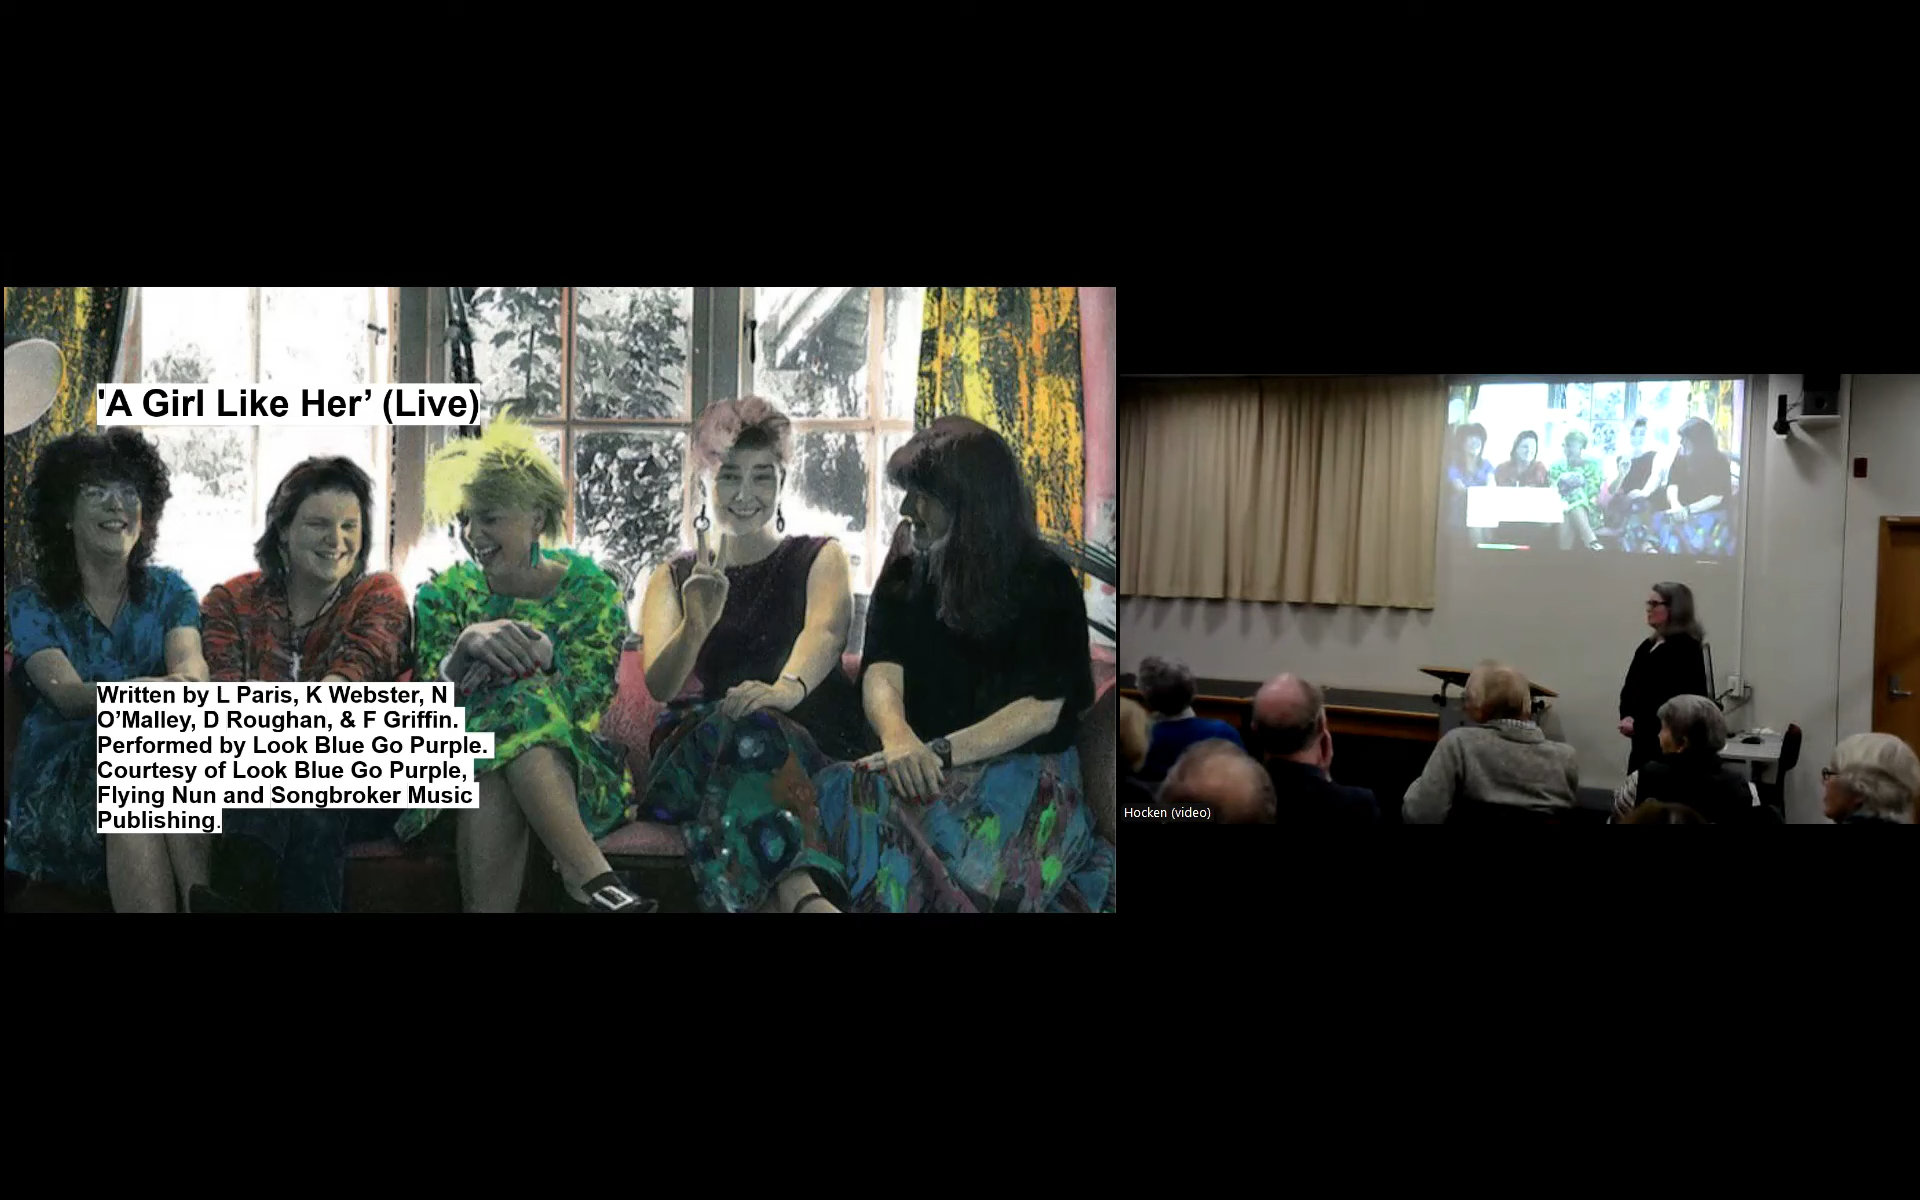 'A Girl Like Her’ (Live)
Written by L Paris, K Webster, N
O’Malley, D Roughan, & F Griffin.
Performed by Look Blue Go Purple.
Courtesy of Look Blue Go Purple,
Flying Nun and Songbroker Music
Publishing.
Hocken (video)